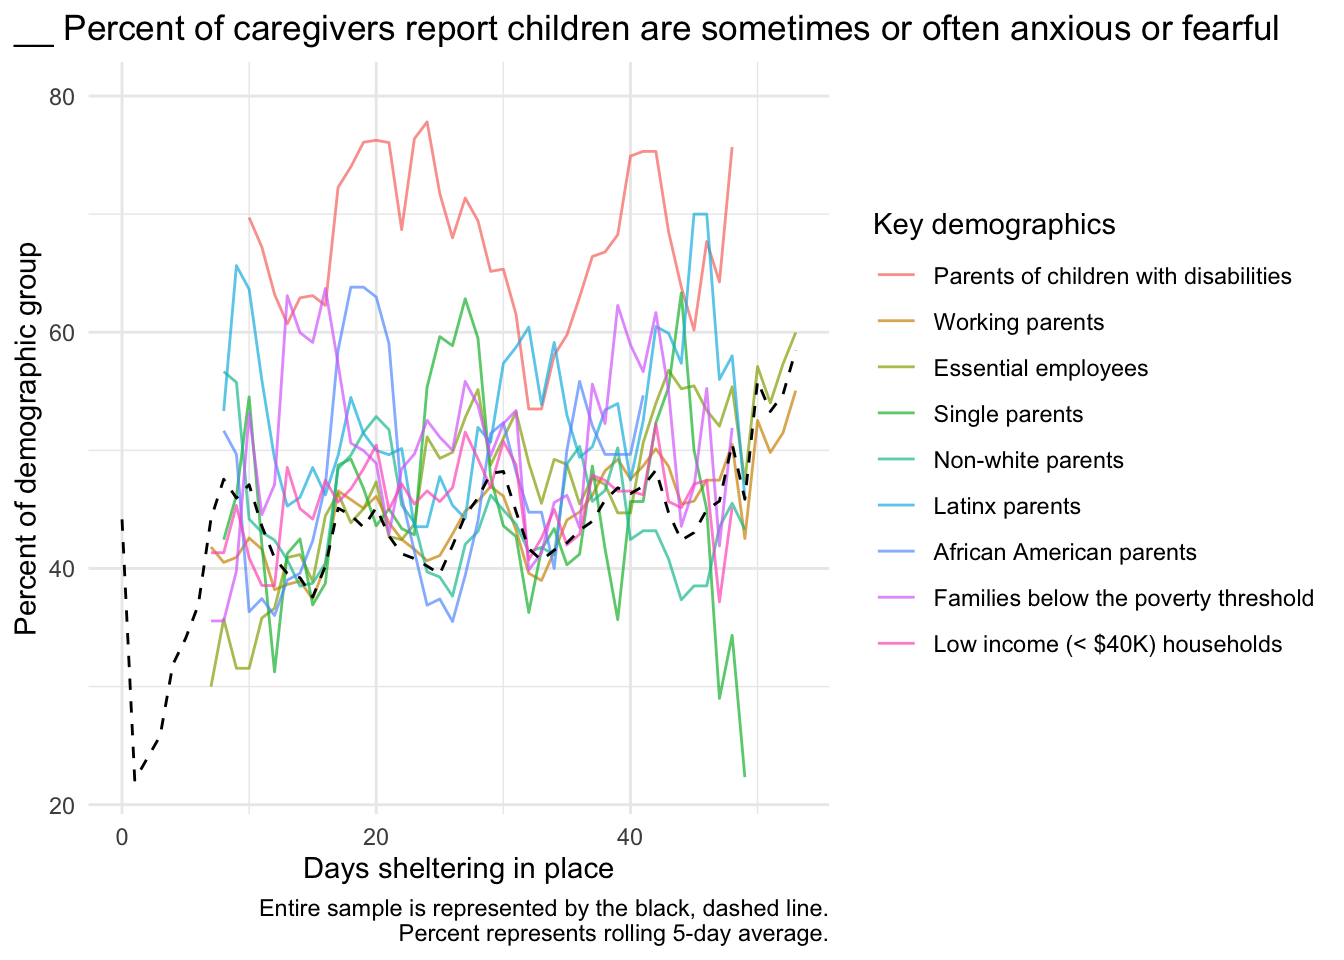 __ Percent of caregivers report children are sometimes or often anxious or fearful
Percent of demographic group
80
60
40
20
0
20
40
Days sheltering in place
Entire sample is represented by the black, dashed line.
Percent represents rolling 5-day average.
Key demographics
Parents of children with disabilities
Working parents
Essential employees
Single parents
Non-white parents
Latinx parents
African American parents
Families below the poverty threshold
Low income (< $40K) households